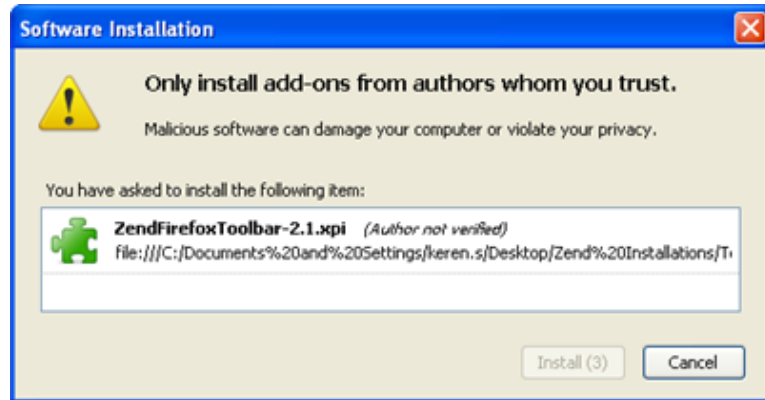 Software Installation
Only install add-ons from authors whom you trust.
Malicious software can damage your computer or violate your privacy.
You have asked to install the following item:
ZendFirefoxToolbar-2.1.xpi (Author not verified)
file:///C:/Documents%20and%20Settings/keren.s/Desktop/Zend%20Installations/T
Install (3) Cancel